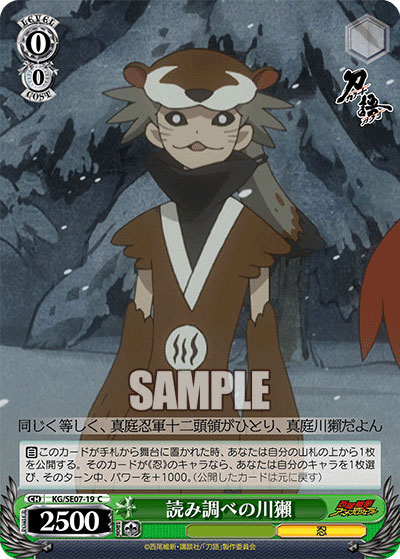 LEVEL
0
0
COST
刀語
SAMPLE
同じく等しく、真庭忍軍十二頭領がひとり、真庭川獺だよん
自このカードが手札から舞台に置かれた時、あなたは自分の山札の上から1枚
を公開する。そのカードが《忍》のキャラなら、あなたは自分のキャラを1枚選
び、そのターン中、パワーを+1000。(公開したカードは元に戻す)
CH KG/SE07-19 C
POWER
2500
読み調べの川獺
忍
©西尾維新・講談社/「刀語」製作委員会